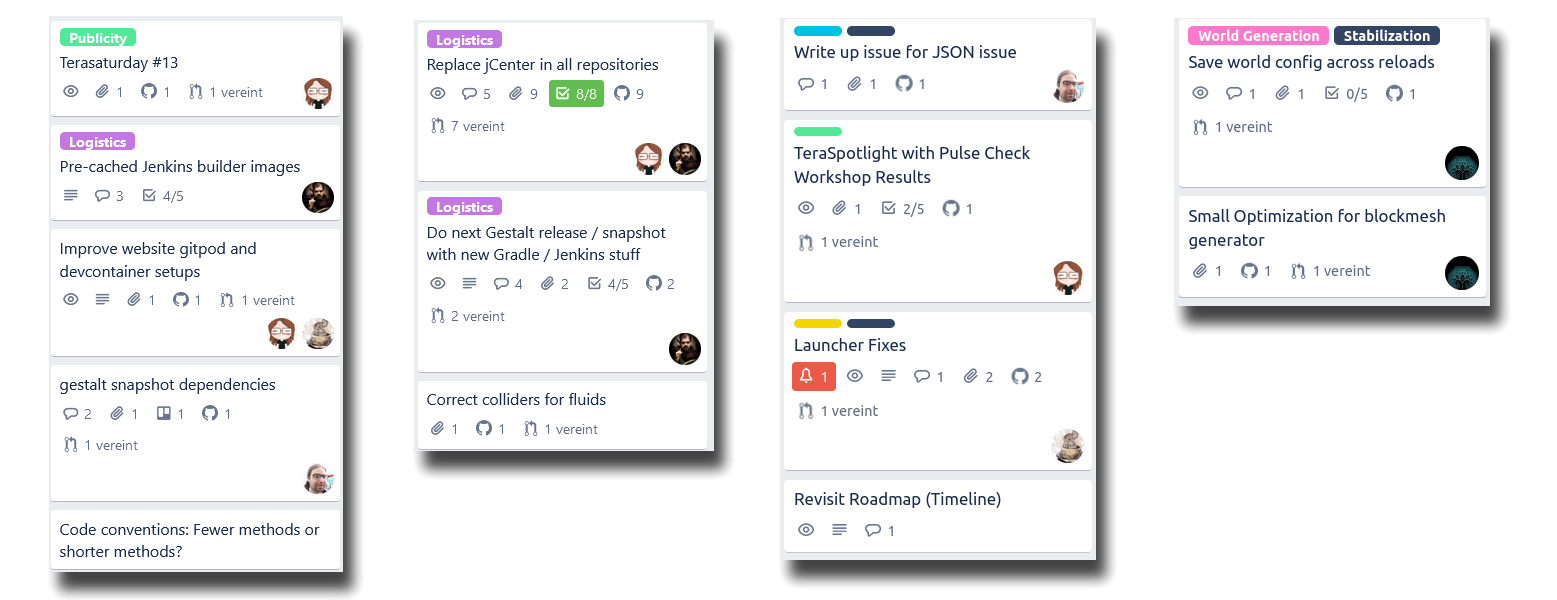 Publicity
Terasaturday #13
1 1 1 vereint
Logistics
Pre-cached Jenkins builder images
3 4/5
Improve website gitpod and
devcontainer setups
1 1 1 vereint
gestalt snapshot dependencies
2 1 1 1
1 vereint
Code conventions: Fewer methods or
shorter methods?
Logistics
Replace jCenter in all repositories
5 9 8/8 9
7 vereint
Logistics
Do next Gestalt release / snapshot
with new Gradle / Jenkins stuff
4 2 4/5 2
2 vereint
Correct colliders for fluids
1 1 1 vereint
Write up issue for JSON issue
1 1 1
TeraSpotlight with Pulse Check
Workshop Results
1 2/5 1
1 vereint
Launcher Fixes
1 1 2 2
1 vereint
Revisit Roadmap (Timeline)
1
World Generation Stabilization
Save world config across reloads
1 1 0/5 1
1 vereint
Small Optimization for blockmesh
generator
1 1 1 vereint